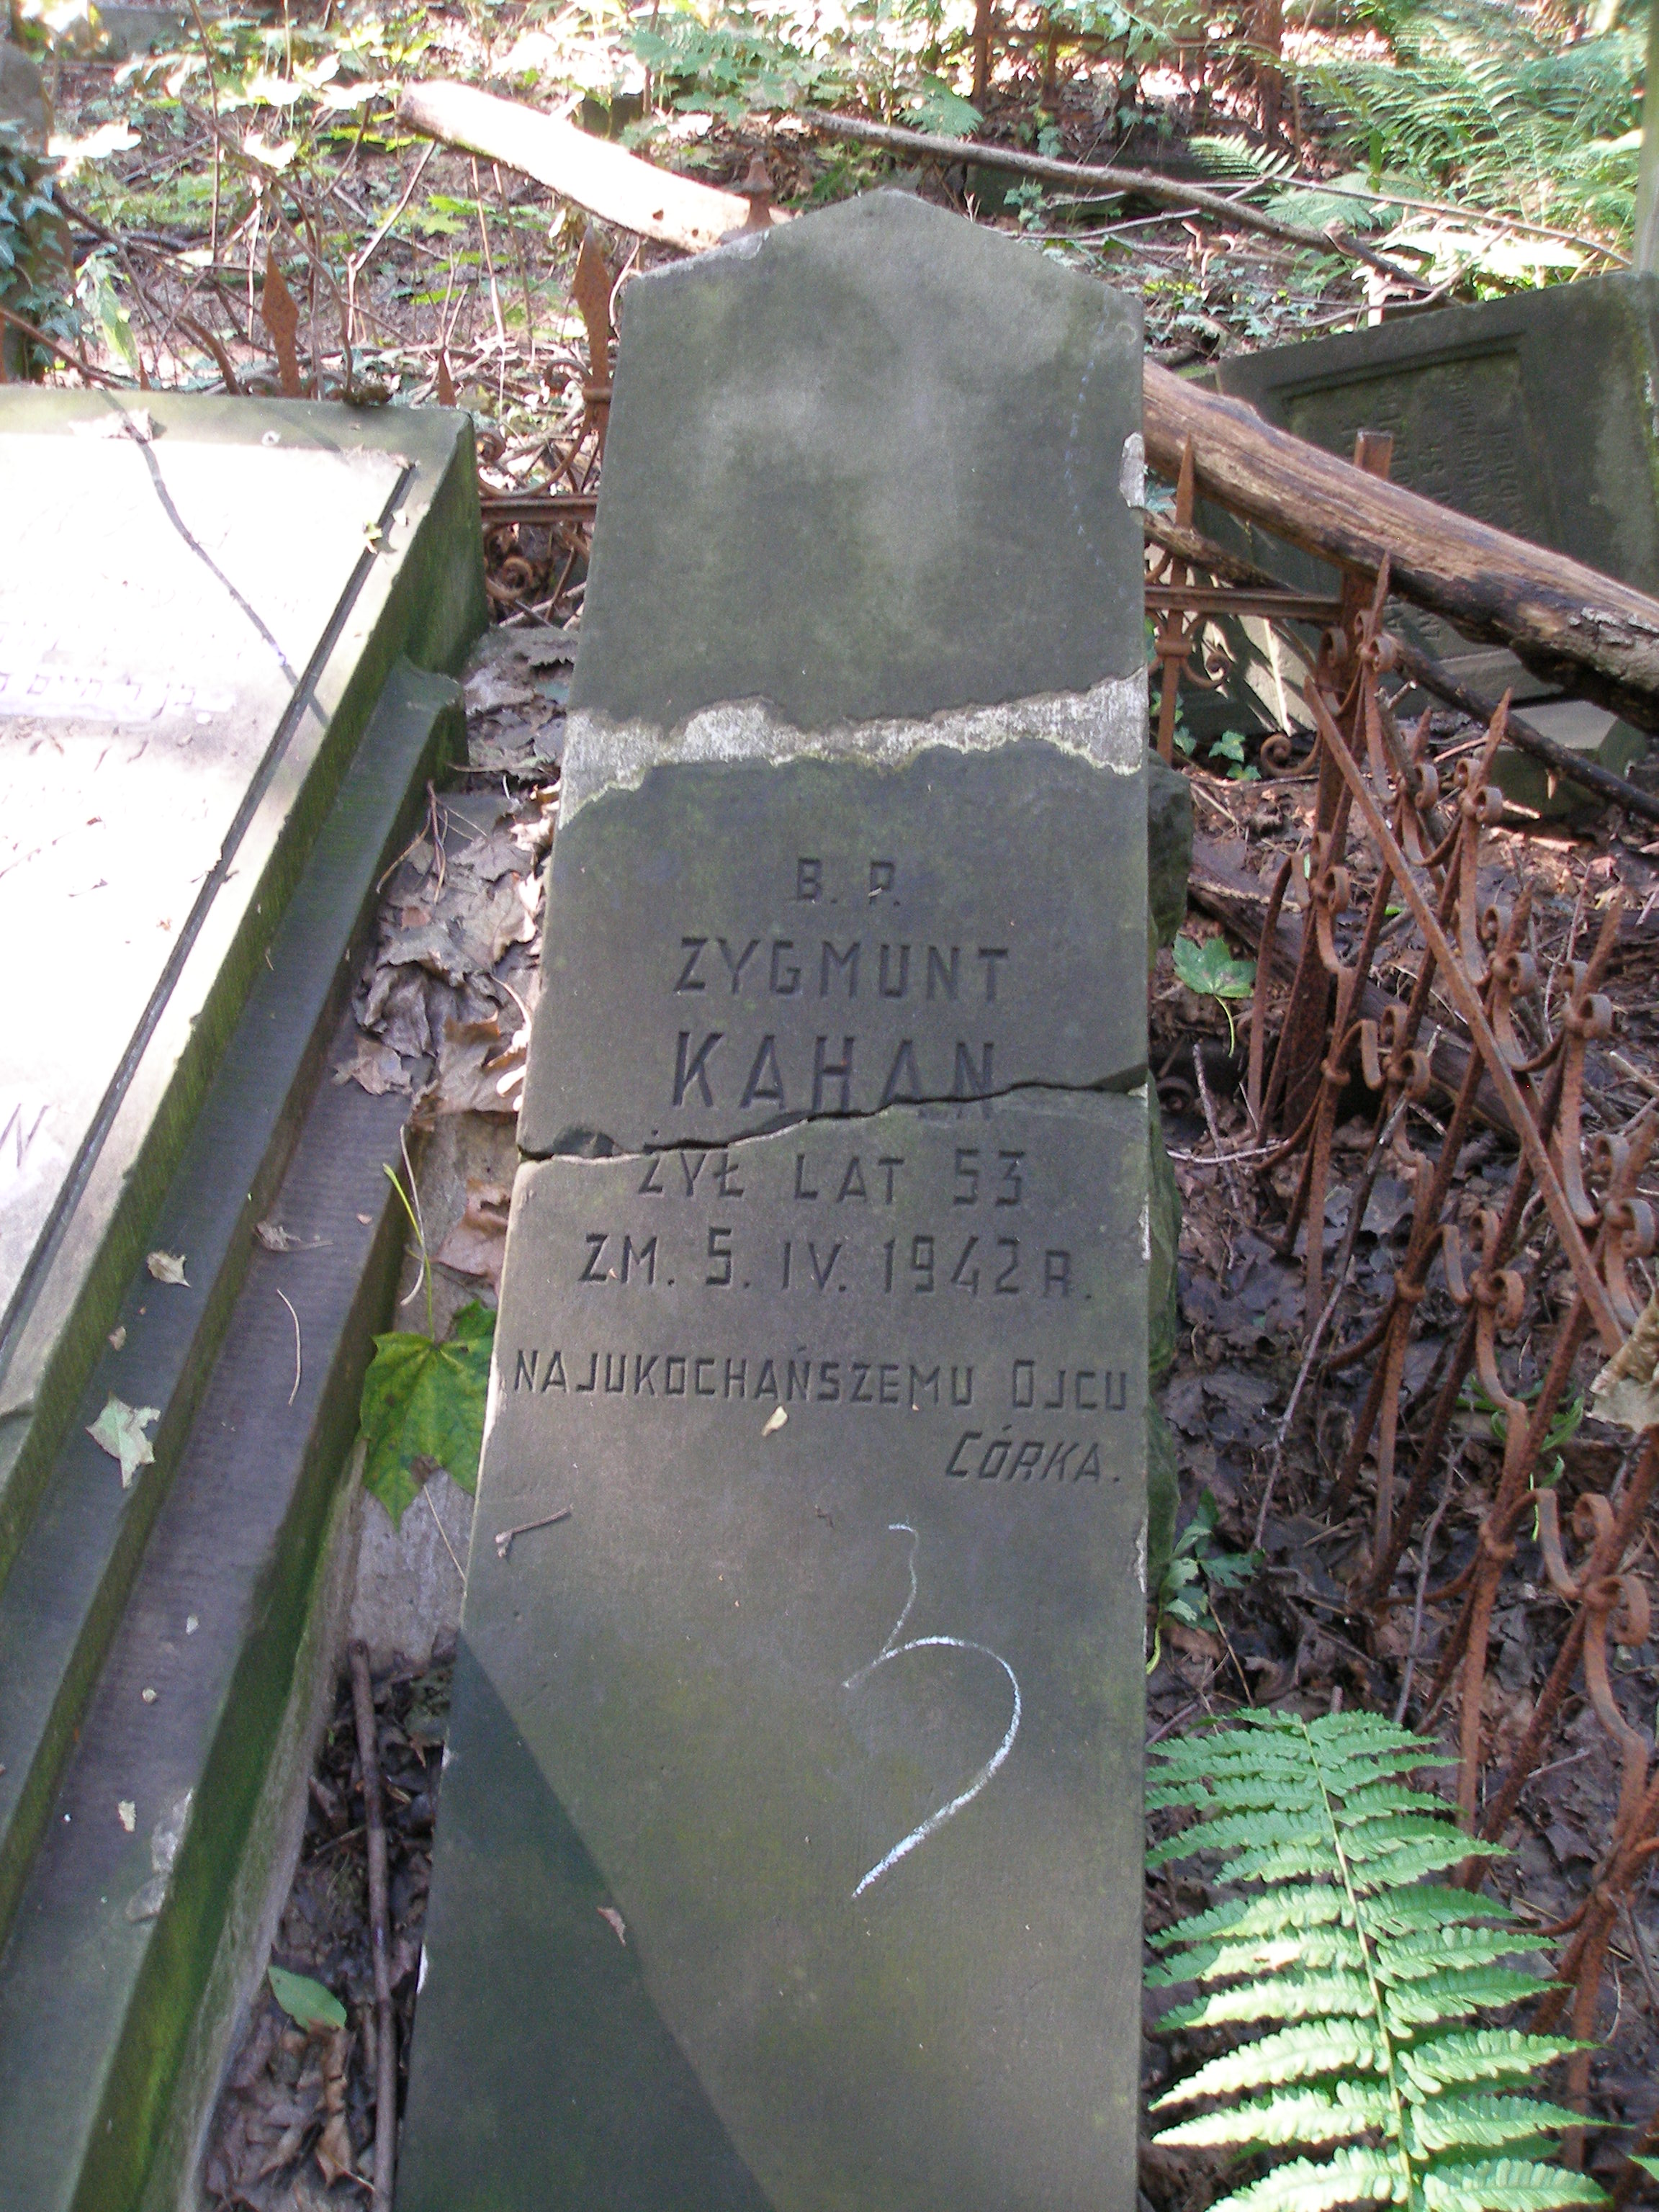 B. P.
ZYGMUNT
KAHAN
ŻYŁ LAT 53
ZM. 5. IV. 1942 R.
NAJUKOCHAŃSZEMU OJCU
CÓRKA.